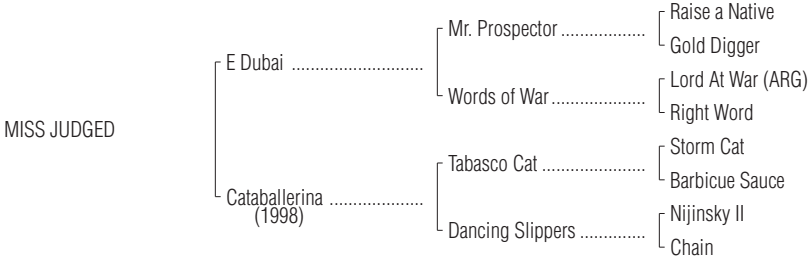 Raise a Native
Mr. Prospector ..................
Gold Digger
E Dubai ............................
Lord At War (ARG)
Words of War....................
Right Word
MISS JUDGED
Storm Cat
Tabasco Cat ......................
Barbicue Sauce
Cataballerina ....................
(1998)
Nijinsky II
Dancing Slippers ..............
Chain